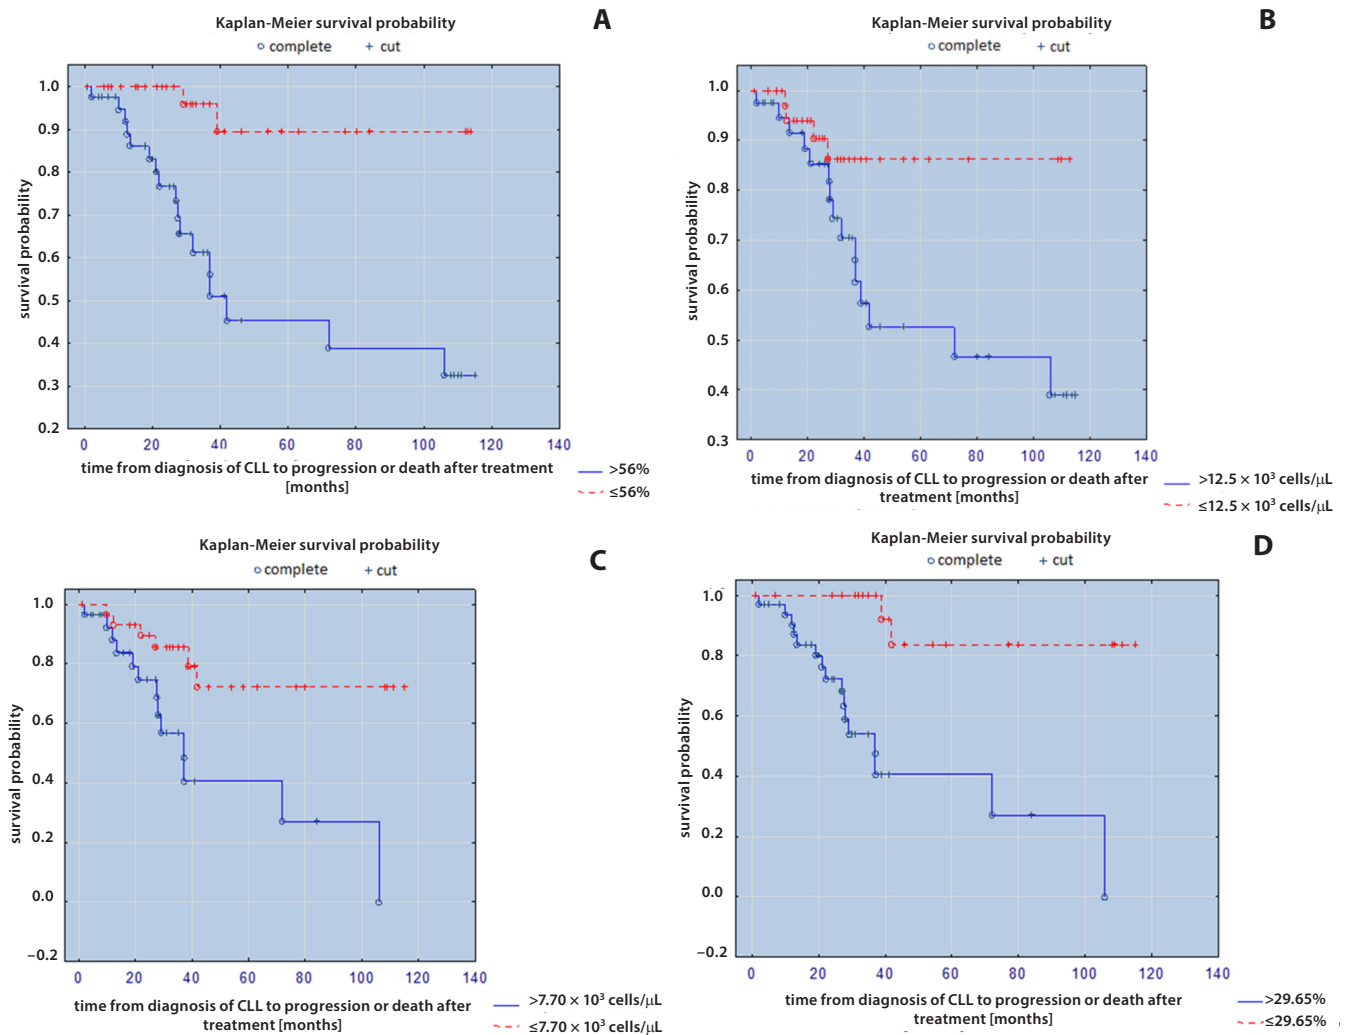 Kaplan-Meier survival probability
A
complete cut
1.0
0.9
0.8
0.7
0.6
0.5
0.4
0.3
0.2
survival probability
0 20 40 60 80 100 120 140
time from diagnosis of CLL to progression or death after treatment
[months]
>56%
≤56%
Kaplan-Meier survival probability
B
complete cut
1.0
0.9
0.8
0.7
0.6
0.5
0.4
0.3
survival probability
0 20 40 60 80 100 120 140
time from diagnosis of CLL to progression or death after
treatment [months]
>12.5 × 10³ cells/μL
≤12.5 × 10³ cells/μL
Kaplan-Meier survival probability
C
complete cut
1.0
0.8
0.6
0.4
0.2
0.0
−0.2
survival probability
0 20 40 60 80 100 120 140
time from diagnosis of CLL to progression or death after
treatment [months]
>7.70 × 10³ cells/μL
≤7.70 × 10³ cells/μL
Kaplan-Meier survival probability
D
complete cut
1.0
0.8
0.6
0.4
0.2
0.0
−0.2
survival probability
0 20 40 60 80 100 120 140
time from diagnosis of CLL to progression or death after
treatment [months]
>29.65%
≤29.65%